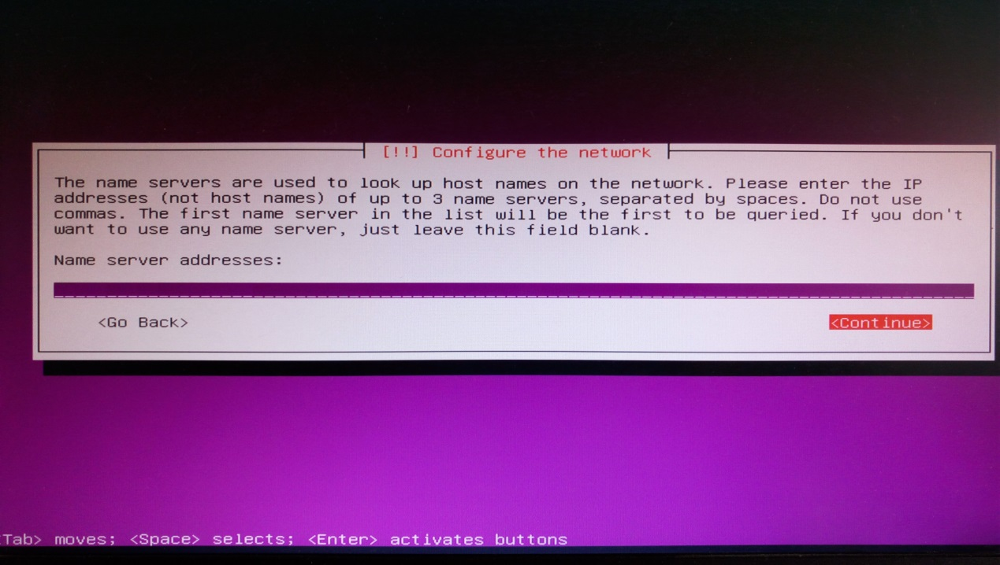 [!!] Configure the network
The name servers are used to look up host names on the network. Please enter the IP
addresses (not host names) of up to 3 name servers, separated by spaces. Do not use
commas. The first name server in the list will be the first to be queried. If you don't
want to use any name server, just leave this field blank.
Name server addresses:
<Go Back> <Continue>
Tab> moves; <Space> selects; <Enter> activates buttons